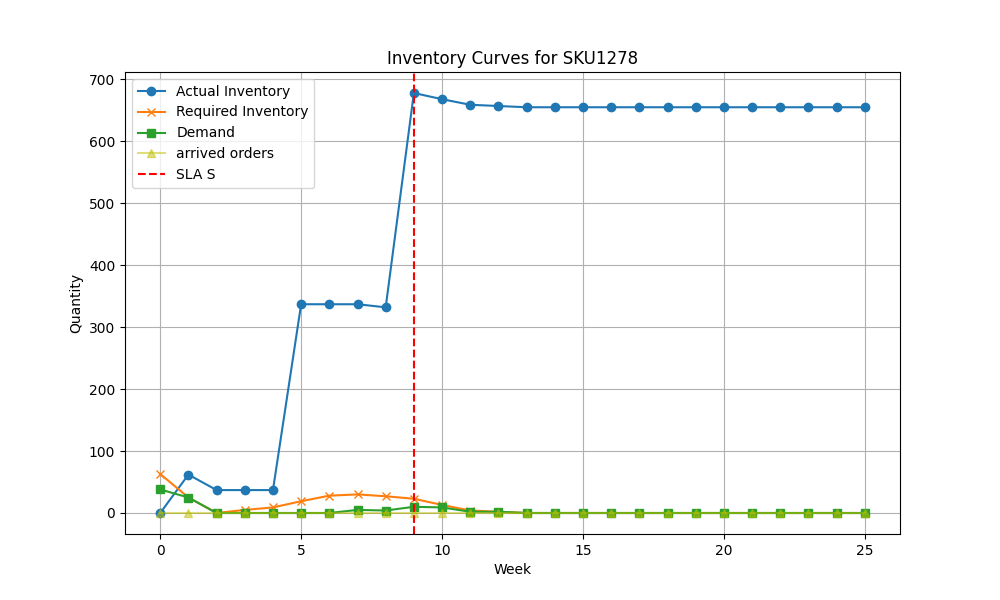 Inventory Curves for SKU1278
Actual Inventory
Required Inventory
Demand
arrived orders
SLA S
Quantity
700
600
500
400
300
200
100
0
0 5 10 15 20 25
Week